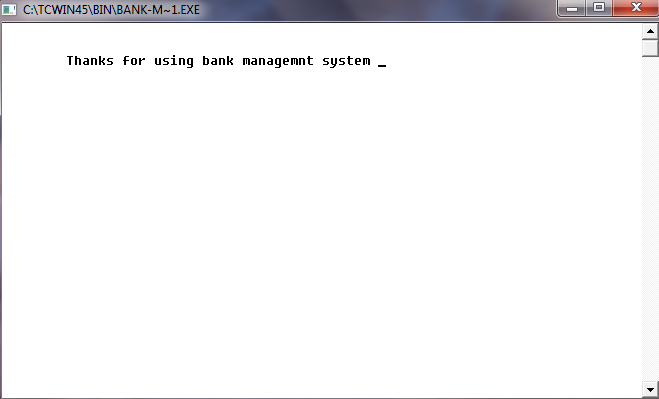 C:\TCWIN45\BIN\BANK-M~1.EXE
Thanks for using bank managemnt system _